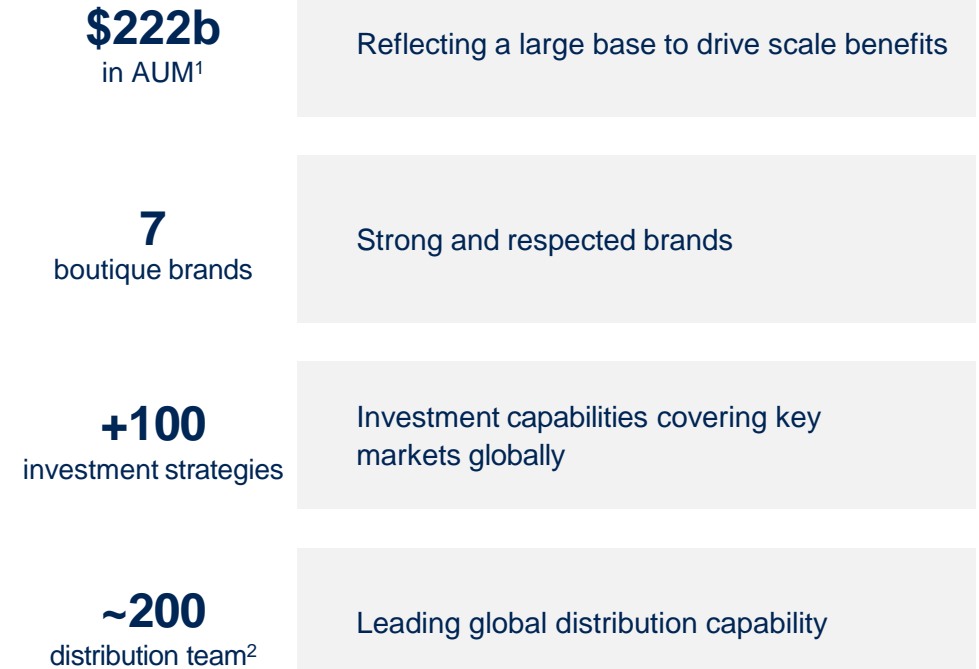 $222b
in AUM¹
Reflecting a large base to drive scale benefits
7
boutique brands
Strong and respected brands
+100
investment strategies
Investment capabilities covering key
markets globally
~200
distribution team²
Leading global distribution capability